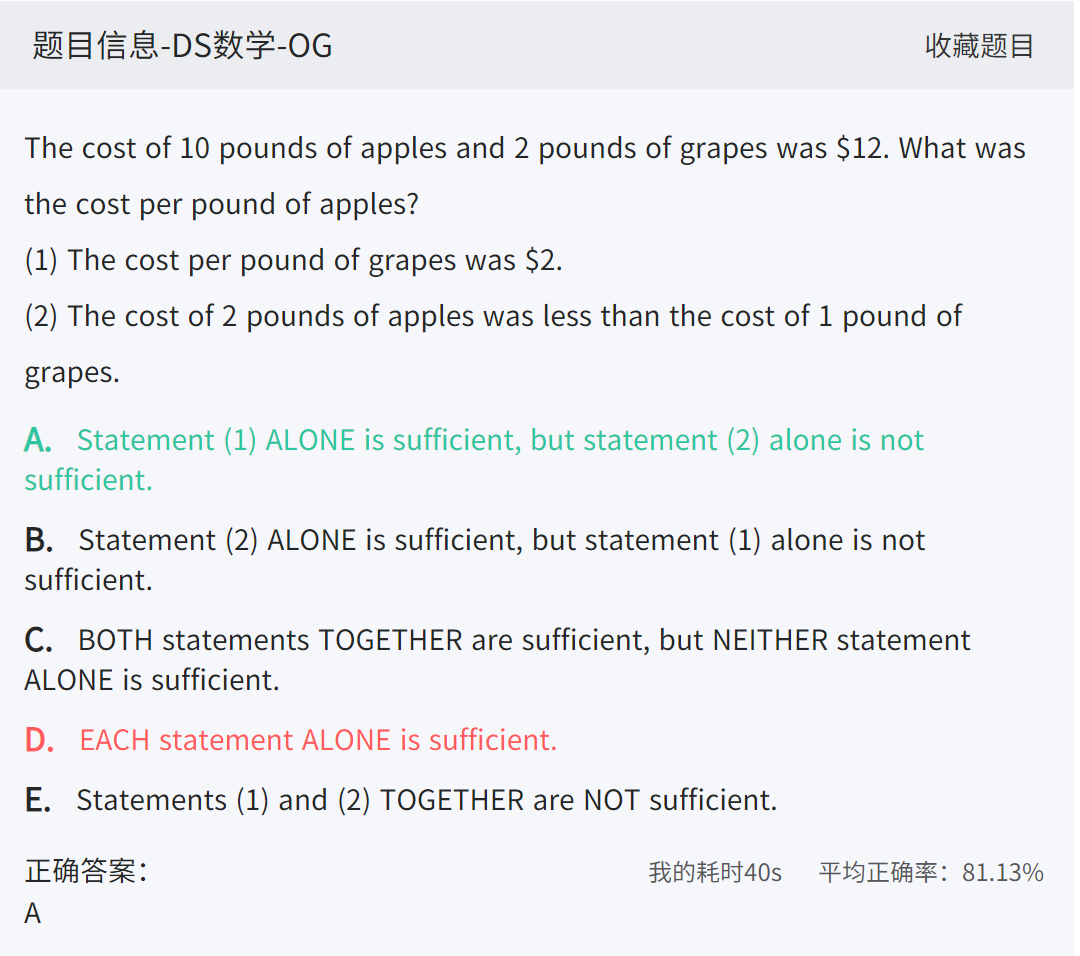 题目信息-DS数学-OG 收藏题目
The cost of 10 pounds of apples and 2 pounds of grapes was $12. What was
the cost per pound of apples?
(1) The cost per pound of grapes was $2.
(2) The cost of 2 pounds of apples was less than the cost of 1 pound of
grapes.
A. Statement (1) ALONE is sufficient, but statement (2) alone is not
sufficient.
B. Statement (2) ALONE is sufficient, but statement (1) alone is not
sufficient.
C. BOTH statements TOGETHER are sufficient, but NEITHER statement
ALONE is sufficient.
D. EACH statement ALONE is sufficient.
E. Statements (1) and (2) TOGETHER are NOT sufficient.
正确答案： 我的耗时40s 平均正确率：81.13%
A